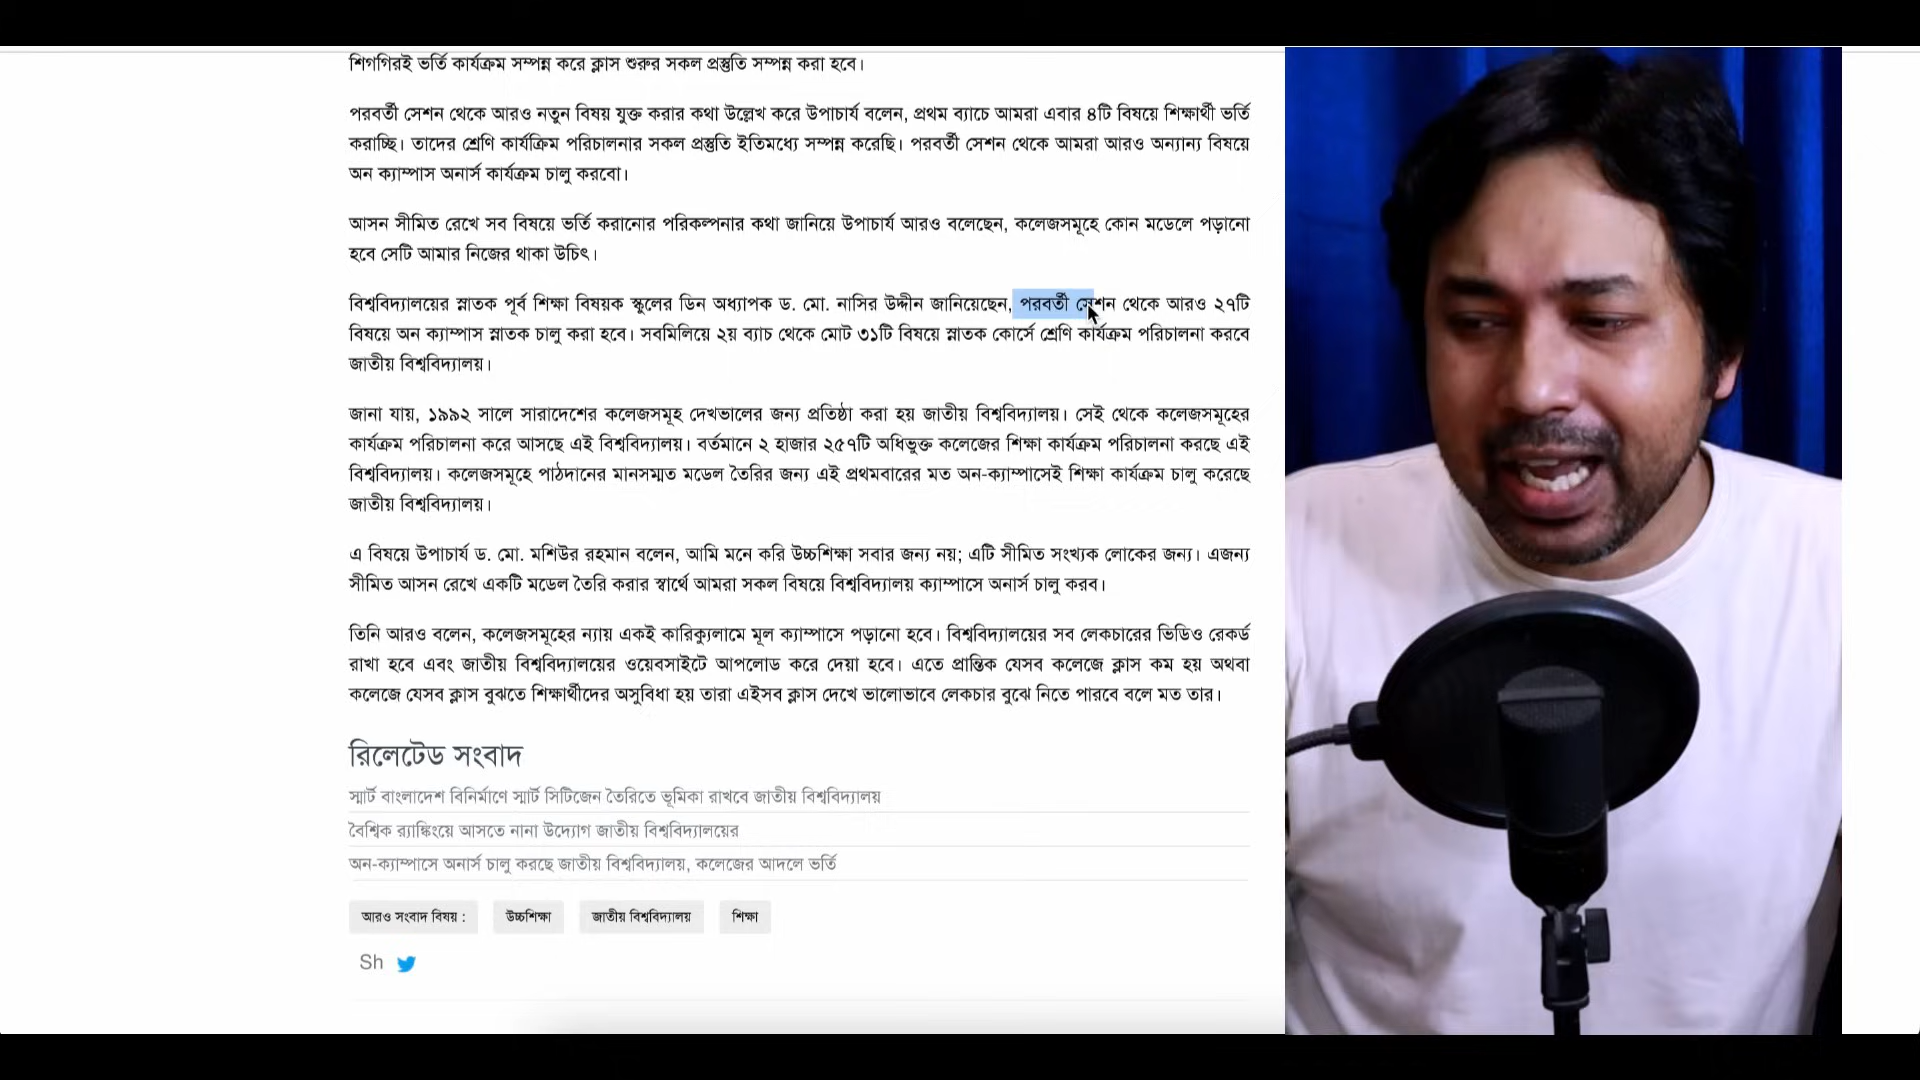 শিগগিরই ভর্তি কার্যক্রম সম্পন্ন করে ক্লাস শুরুর সকল প্রস্তুতি সম্পন্ন করা হবে।
পরবর্তী সেশন থেকে আরও নতুন বিষয় যুক্ত করার কথা উল্লেখ করে উপাচার্য বলেন, প্রথম ব্যাচে আমরা এবার ৪টি বিষয়ে শিক্ষার্থী ভর্তি
করাচ্ছি। তাদের শ্রেণি কার্যক্রিম পরিচালনার সকল প্রস্তুতি ইতিমধ্যে সম্পন্ন করেছি। পরবর্তী সেশন থেকে আমরা আরও অন্যান্য বিষয়ে
অন ক্যাম্পাস অনার্স কার্যক্রম চালু করবো।
আসন সীমিত রেখে সব বিষয়ে ভর্তি করানোর পরিকল্পনার কথা জানিয়ে উপাচার্য আরও বলেছেন, কলেজসমূহে কোন মডেলে পড়ানো
হবে সেটি আমার নিজের থাকা উচিৎ।
বিশ্ববিদ্যালয়ের স্নাতক পূর্ব শিক্ষা বিষয়ক স্কুলের ডিন অধ্যাপক ড. মো. নাসির উদ্দীন জানিয়েছেন, পরবর্তী সেশন থেকে আরও ২৭টি
বিষয়ে অন ক্যাম্পাস স্নাতক চালু করা হবে। সবমিলিয়ে ২য় ব্যাচ থেকে মোট ৩১টি বিষয়ে স্নাতক কোর্সে শ্রেণি কার্যক্রম পরিচালনা করবে
জাতীয় বিশ্ববিদ্যালয়।
জানা যায়, ১৯৯২ সালে সারাদেশের কলেজসমূহ দেখভালের জন্য প্রতিষ্ঠা করা হয় জাতীয় বিশ্ববিদ্যালয়। সেই থেকে কলেজসমূহের
কার্যক্রম পরিচালনা করে আসছে এই বিশ্ববিদ্যালয়। বর্তমানে ২ হাজার ২৫৭টি অধিভুক্ত কলেজের শিক্ষা কার্যক্রম পরিচালনা করছে এই
বিশ্ববিদ্যালয়। কলেজসমূহে পাঠদানের মানসম্মত মডেল তৈরির জন্য এই প্রথমবারের মত অন-ক্যাম্পাসেই শিক্ষা কার্যক্রম চালু করেছে
জাতীয় বিশ্ববিদ্যালয়।
এ বিষয়ে উপাচার্য ড. মো. মশিউর রহমান বলেন, আমি মনে করি উচ্চশিক্ষা সবার জন্য নয়; এটি সীমিত সংখ্যক লোকের জন্য। এজন্য
সীমিত আসন রেখে একটি মডেল তৈরি করার স্বার্থে আমরা সকল বিষয়ে বিশ্ববিদ্যালয় ক্যাম্পাসে অনার্স চালু করব।
তিনি আরও বলেন, কলেজসমূহের ন্যায় একই কারিক্যুলামে মূল ক্যাম্পাসে পড়ানো হবে। বিশ্ববিদ্যালয়ের সব লেকচারের ভিডিও রেকর্ড
রাখা হবে এবং জাতীয় বিশ্ববিদ্যালয়ের ওয়েবসাইটে আপলোড করে দেয়া হবে। এতে প্রান্তিক যেসব কলেজে ক্লাস কম হয় অথবা
কলেজে যেসব ক্লাস বুঝতে শিক্ষার্থীদের অসুবিধা হয় তারা এইসব ক্লাস দেখে ভালোভাবে লেকচার বুঝে নিতে পারবে বলে মত তার।
রিলেটেড সংবাদ
স্মার্ট বাংলাদেশ বিনির্মাণে স্মার্ট সিটিজেন তৈরিতে ভূমিকা রাখবে জাতীয় বিশ্ববিদ্যালয়
বৈশ্বিক র‍্যাঙ্কিংয়ে আসতে নানা উদ্যোগ জাতীয় বিশ্ববিদ্যালয়ের
অন-ক্যাম্পাসে অনার্স চালু করছে জাতীয় বিশ্ববিদ্যালয়, কলেজের আদলে ভর্তি
আরও সংবাদ বিষয় : উচ্চশিক্ষা জাতীয় বিশ্ববিদ্যালয় শিক্ষা
Sh